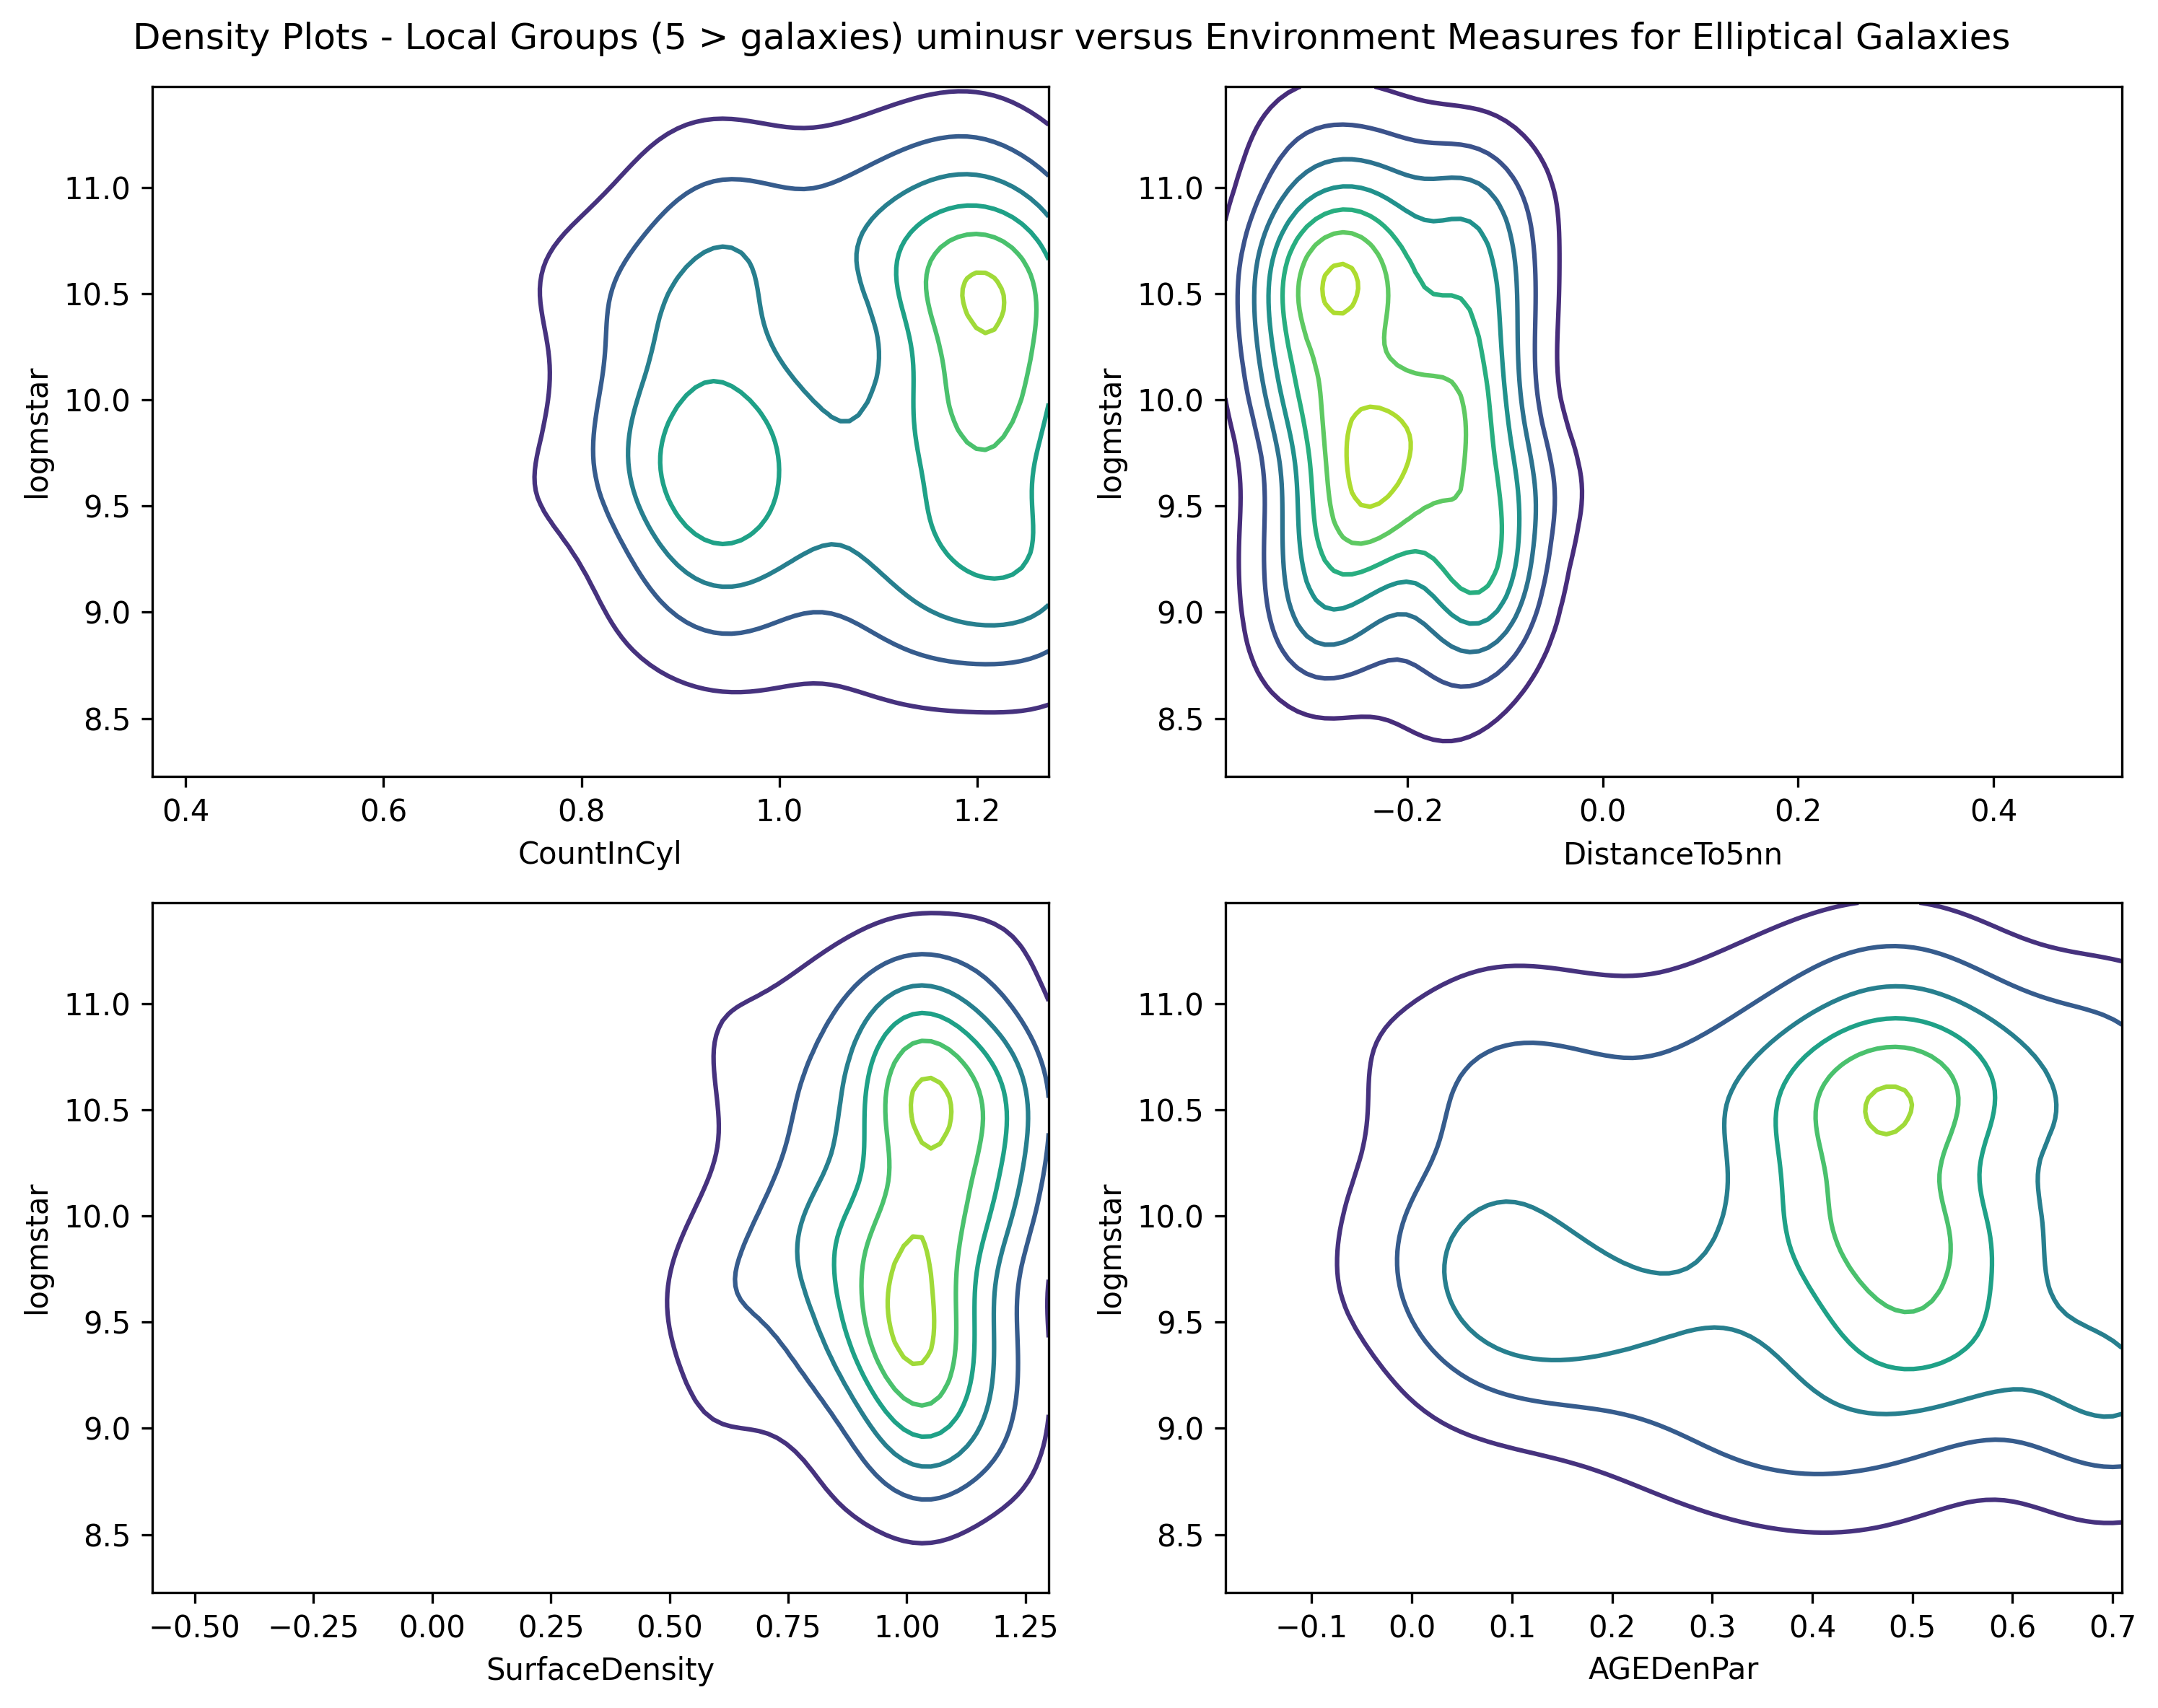 Density Plots - Local Groups (5 > galaxies) uminusr versus Environment Measures for Elliptical Galaxies
11.0
10.5
10.0
9.5
9.0
8.5
logmstar
0.4 0.6 0.8 1.0 1.2
CountInCyl
11.0
10.5
10.0
9.5
9.0
8.5
logmstar
−0.2 0.0 0.2 0.4
DistanceTo5nn
11.0
10.5
10.0
9.5
9.0
8.5
logmstar
−0.50 −0.25 0.00 0.25 0.50 0.75 1.00 1.25
SurfaceDensity
11.0
10.5
10.0
9.5
9.0
8.5
logmstar
−0.1 0.0 0.1 0.2 0.3 0.4 0.5 0.6 0.7
AGEDenPar